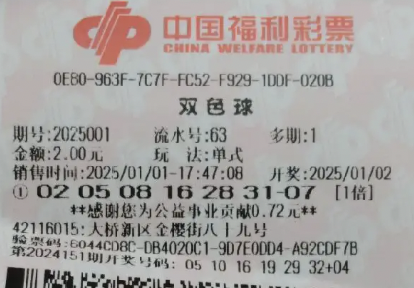 中国福利彩票
CHINA WELFARE LOTTERY
0E80-963F-7C7F-FC52-F929-1DDF-020B
双色球
期号:2025001 流水号:63 多期:1
金额:2.00元 玩 法:单式
销售时间:2025/01/01-17:47:08 开奖:2025/01/02
① 02 05 08 16 28 31-07 [1倍]
**感谢您为公益事业贡献0.72元**
42116015:大桥新区金樱街八十九号
验票码:6044CD8C-DB4020C1-9D7E0DD4-A92CDF7B
第2024151期开奖号码: 05 10 16 19 29 32+04